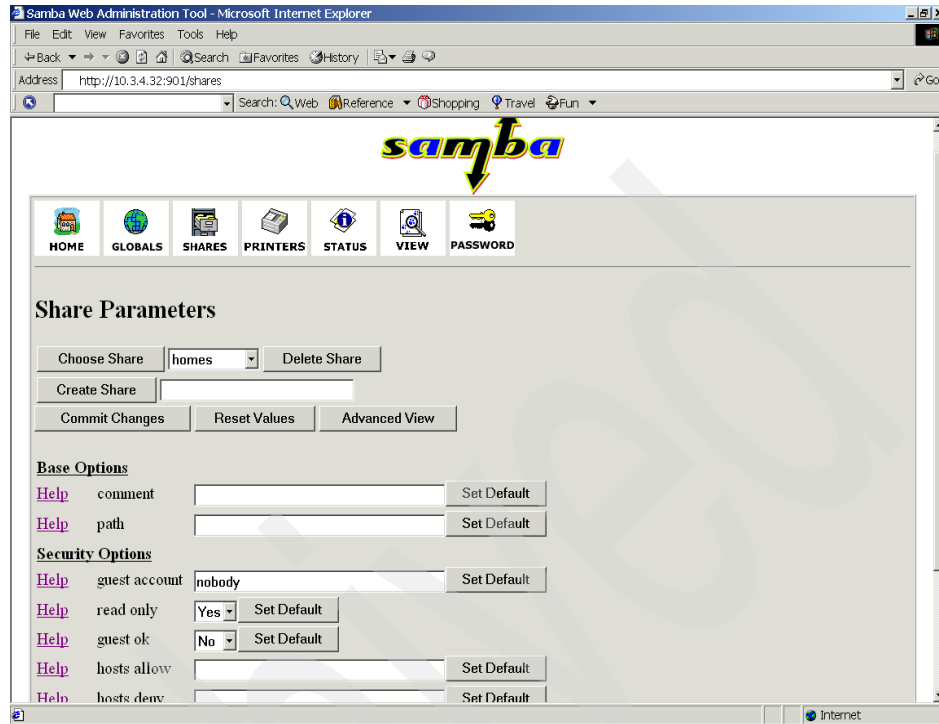 Samba Web Administration Tool - Microsoft Internet Explorer
File Edit View Favorites Tools Help
Back Search Favorites History
Address http://10.3.4.32:901/shares Go
Search: Web Reference Shopping Travel Fun
samba
HOME GLOBALS SHARES PRINTERS STATUS VIEW PASSWORD
Share Parameters
Choose Share homes Delete Share
Create Share
Commit Changes Reset Values Advanced View
Base Options
Help comment Set Default
Help path Set Default
Security Options
Help guest account nobody Set Default
Help read only Yes Set Default
Help guest ok No Set Default
Help hosts allow Set Default
Help hosts deny Set Default
Internet